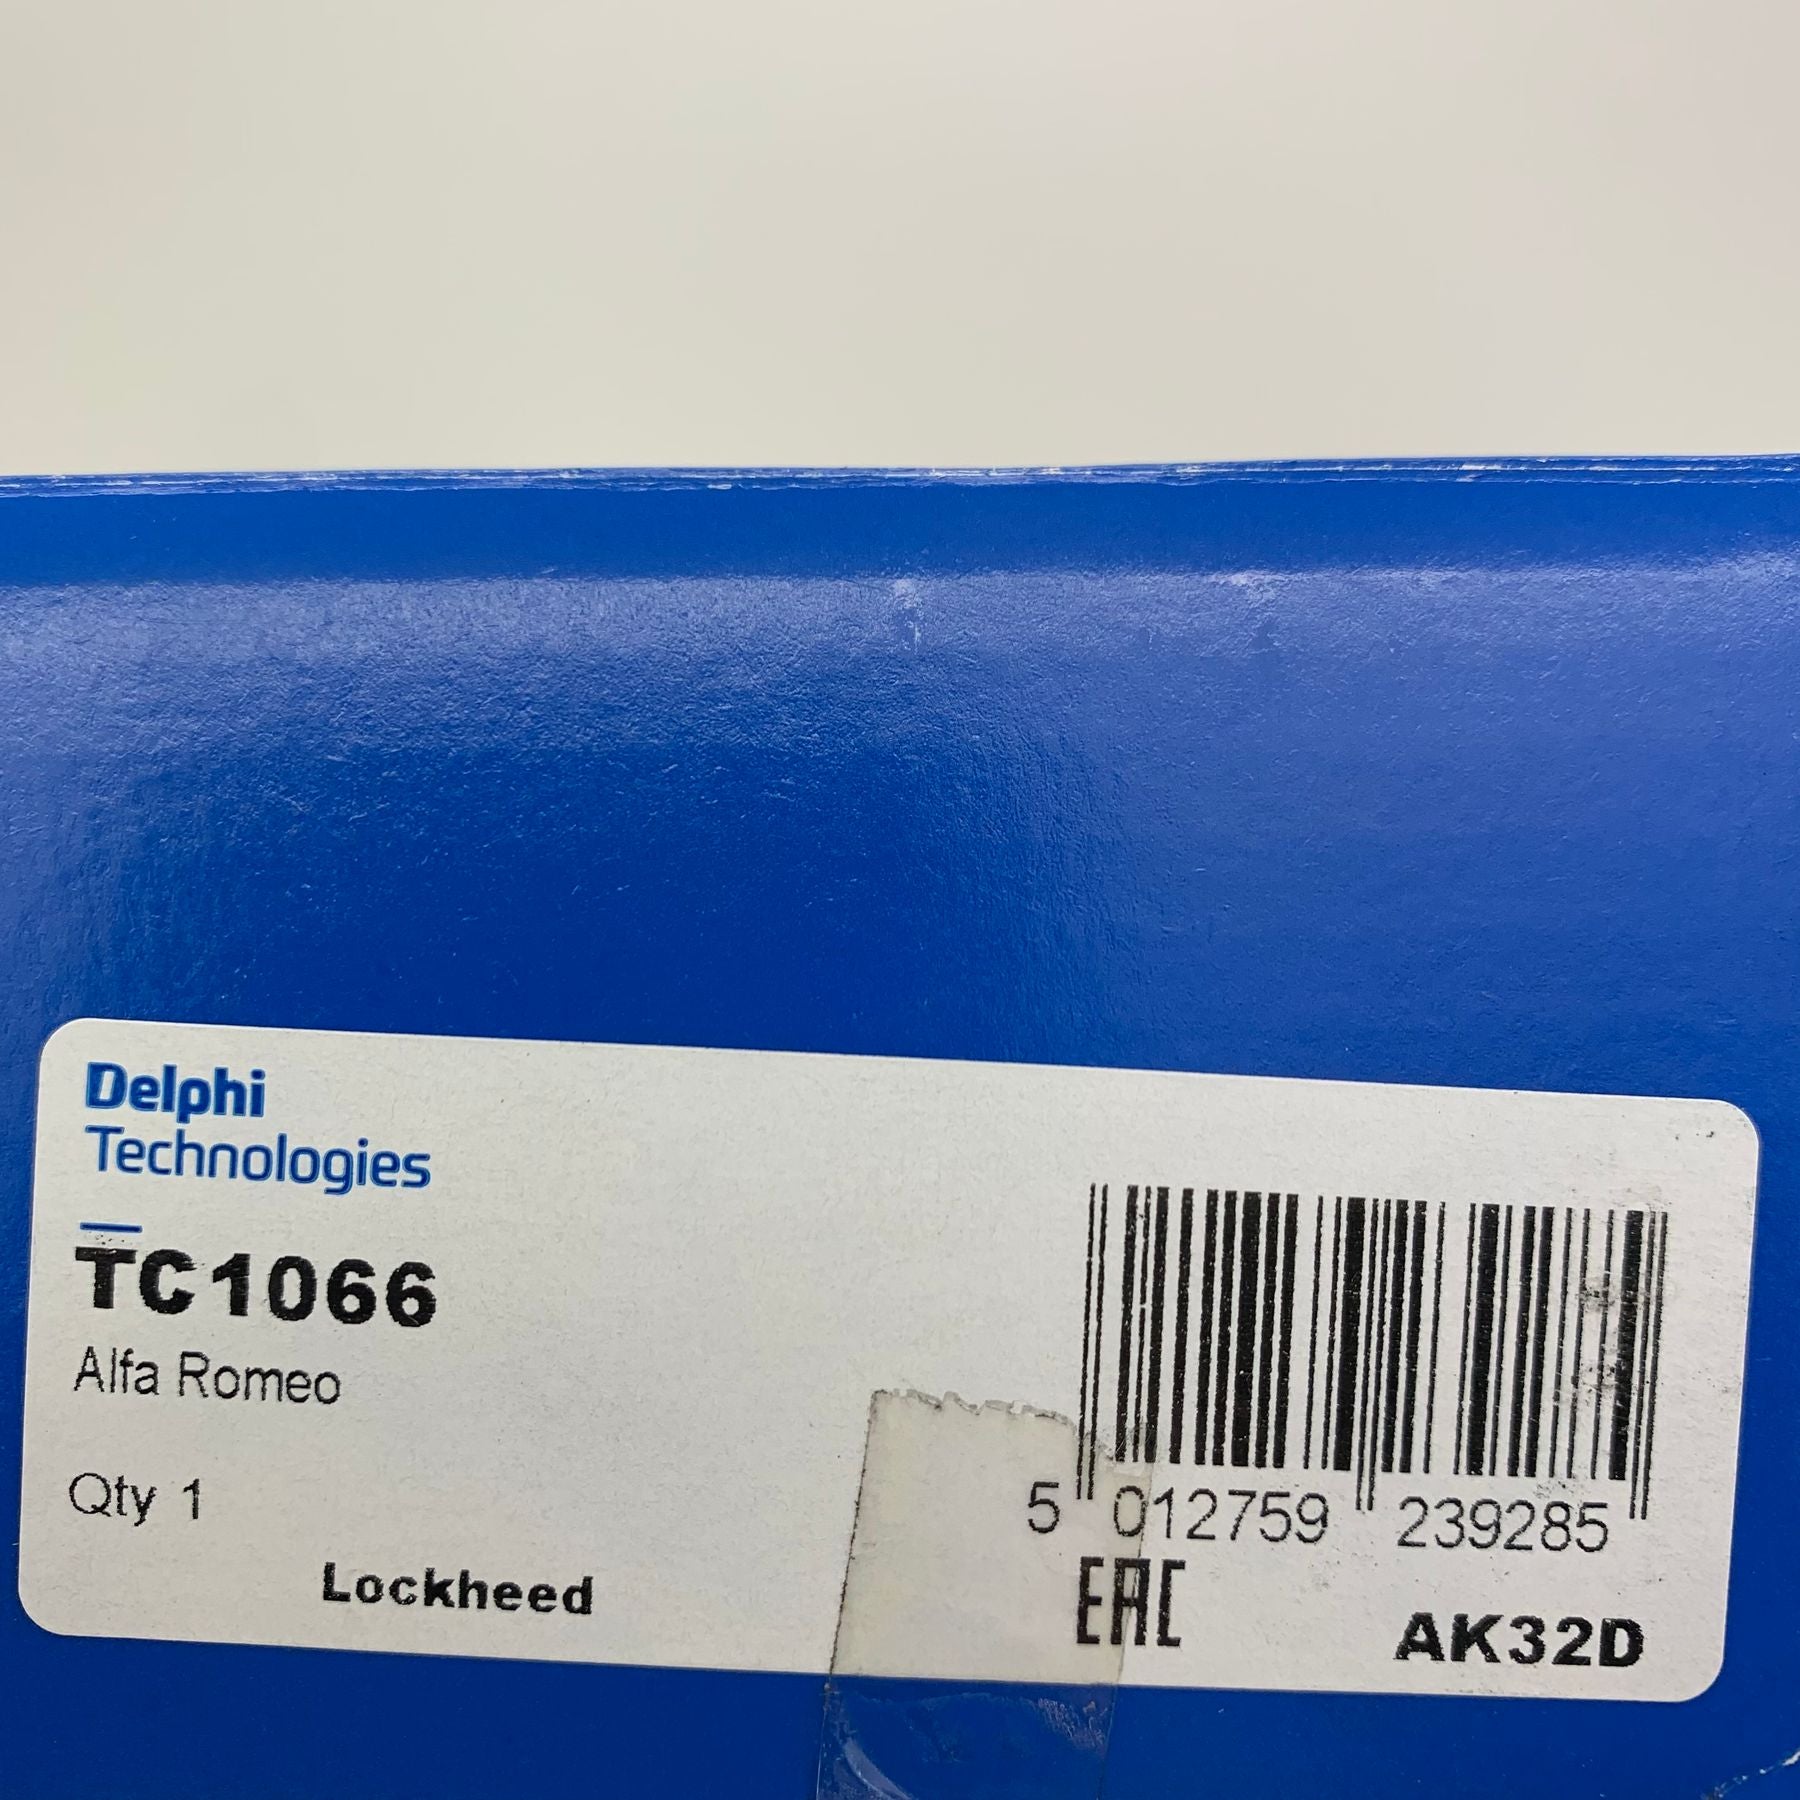 Delphi
Technologies
TC1066
Alfa Romeo
Qty 1
5 012759 239285
Lockheed
EAC
AK32D